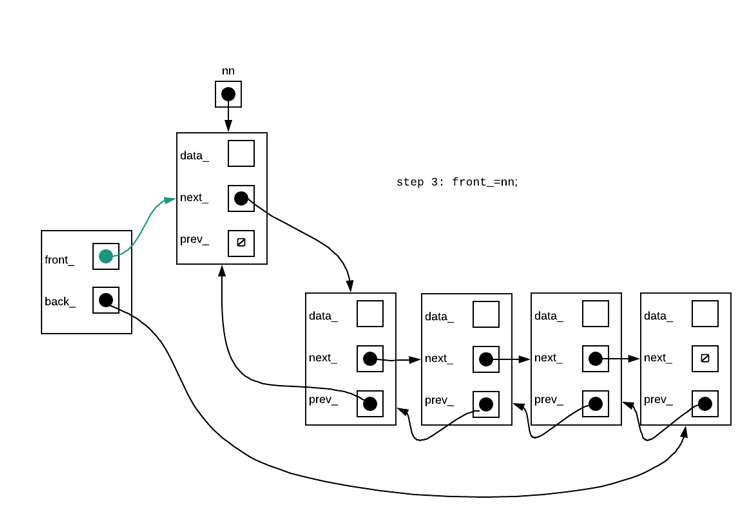 nn
data_
next_
prev_
step 3: front_=nn;
front_
back_
data_ data_ data_ data_
next_ next_ next_ next_
prev_ prev_ prev_ prev_